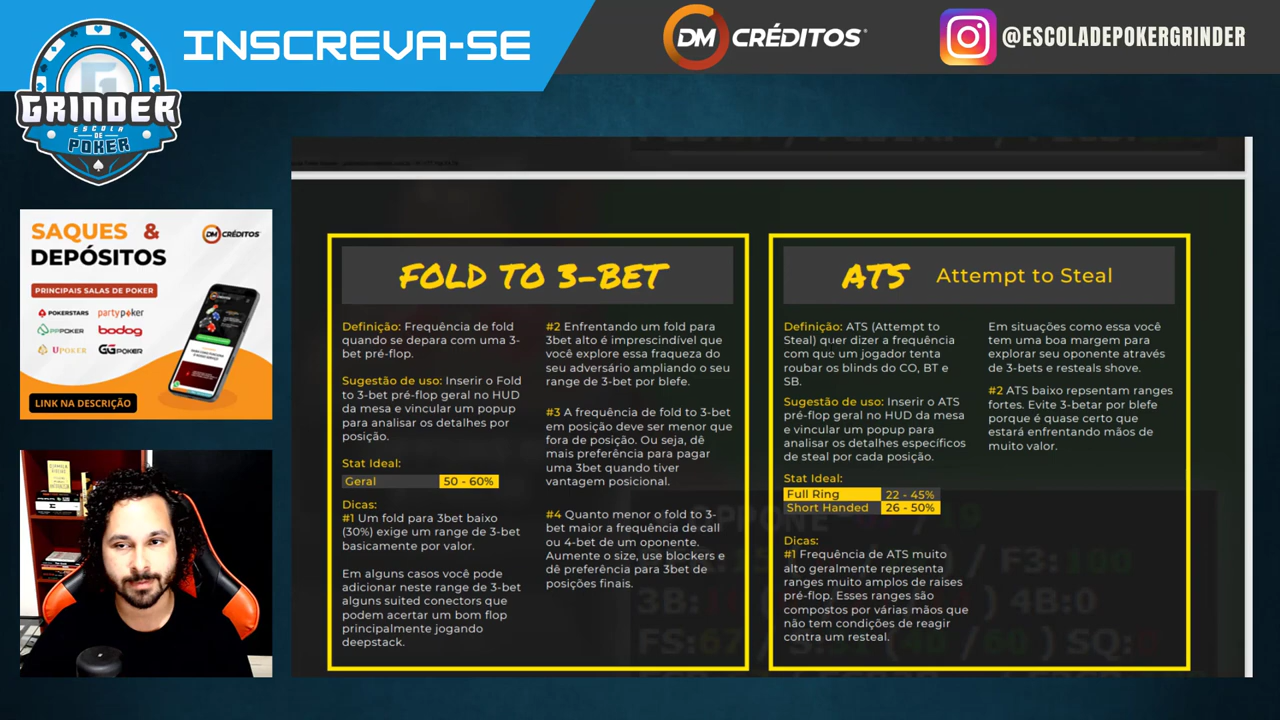 INSCREVA-SE
DM CRÉDITOS
@ESCOLADEPOKERGRINDER
GRINDER
ESCOLA
DE
POKER
SAQUES &
DEPÓSITOS
DM CRÉDITOS
PRINCIPAIS SALAS DE POKER
POKERSTARS
partypoker
PPPOKER
bodog
UPOKER
GGPOKER
LINK NA DESCRIÇÃO
FOLD TO 3-BET
Definição: Frequência de fold
quando se depara com uma 3-
bet pré-flop.
Sugestão de uso: Inserir o Fold
to 3-bet pré-flop geral no HUD
da mesa e vincular um popup
para analisar os detalhes por
posição.
Stat Ideal:
Geral 50 - 60%
Dicas:
#1 Um fold para 3bet baixo
(30%) exige um range de 3-bet
basicamente por valor.
Em alguns casos você pode
adicionar neste range de 3-bet
alguns suited conectors que
podem acertar um bom flop
principalmente jogando
deepstack.
#2 Enfrentando um fold para
3bet alto é imprescindível que
você explore essa fraqueza do
seu adversário ampliando o seu
range de 3-bet por blefe.
#3 A frequência de fold to 3-bet
em posição deve ser menor que
fora de posição. Ou seja, dê
mais preferência para pagar
uma 3bet quando tiver
vantagem posicional.
#4 Quanto menor o fold to 3-
bet maior a frequência de call
ou 4-bet de um oponente.
Aumente o size, use blockers e
dê preferência para 3bet de
posições finais.
ATS Attempt to Steal
Definição: ATS (Attempt to
Steal) quer dizer a frequência
com que um jogador tenta
roubar os blinds do CO, BT e
SB.
Sugestão de uso: Inserir o ATS
pré-flop geral no HUD da mesa
e vincular um popup para
analisar os detalhes específicos
de steal por cada posição.
Stat Ideal:
Full Ring 22 - 45%
Short Handed 26 - 50%
Dicas:
#1 Frequência de ATS muito
alto geralmente representa
ranges muito amplos de raises
pré-flop. Esses ranges são
compostos por várias mãos que
não tem condições de reagir
contra um resteal.
Em situações como essa você
tem uma boa margem para
explorar seu oponente através
de 3-bets e resteals shove.
#2 ATS baixo repsentam ranges
fortes. Evite 3-betar por blefe
porque é quase certo que
estará enfrentando mãos de
muito valor.